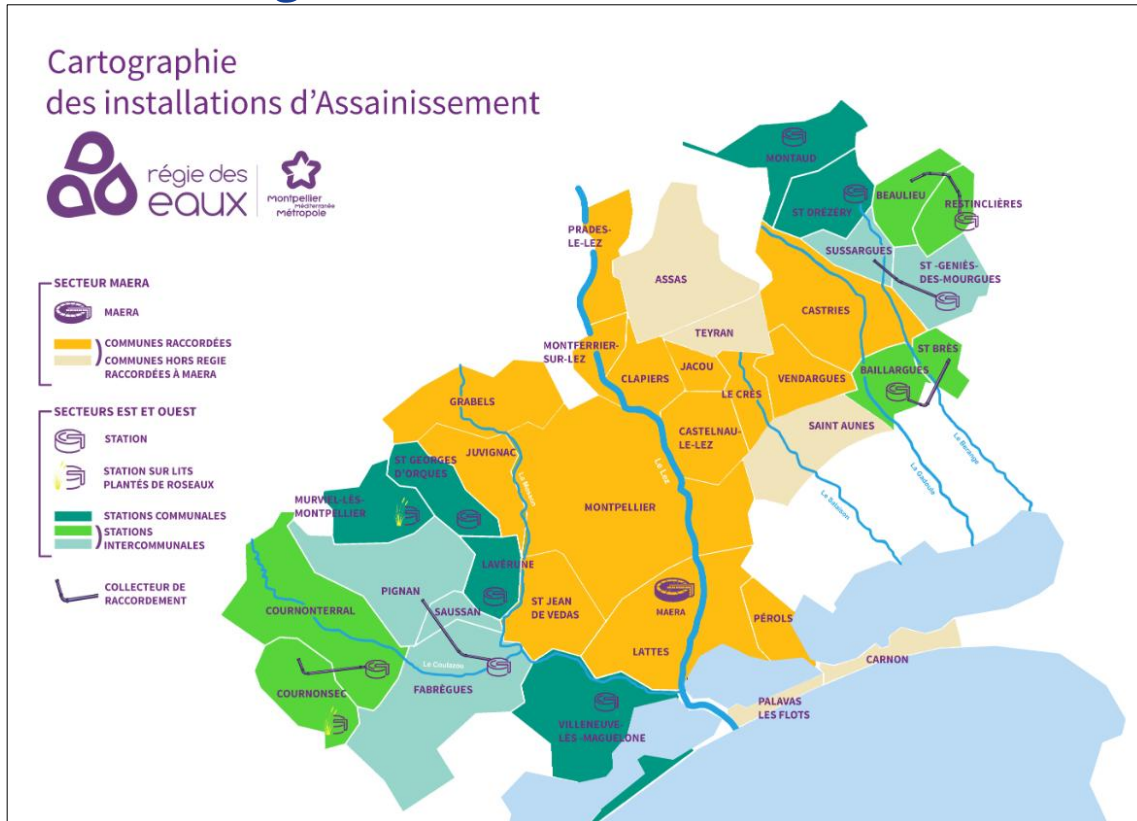 Cartographie
des installations d'Assainissement
régie des
eaux
montpellier
Méditerranée
métropole
SECTEUR MAERA
MAERA
COMMUNES RACCORDÉES
COMMUNES HORS REGIE
RACCORDÉES À MAERA
SECTEURS EST ET OUEST
STATION
STATION SUR LITS
PLANTÉS DE ROSEAUX
STATIONS COMMUNALES
STATIONS
INTERCOMMUNALES
COLLECTEUR DE
RACCORDEMENT
MONTAUD
ST DRÉZERY
BEAULIEU
RESTINCLIÈRES
SUSSARGUES
ST -GENIÈS-
DES-MOURGUES
PRADES-
LE-LEZ
ASSAS
CASTRIES
TEYRAN
MONTFERRIER-
SUR-LEZ
CLAPIERS
JACOU
LE CRÈS
VENDARGUES
BAILLARGUES
ST BRÈS
GRABELS
CASTELNAU-
LE-LEZ
SAINT AUNES
JUVIGNAC
ST GEORGES
D'ORQUES
La Mosson
Le Lez
Le Salaison
La Cadoule
Le Bérange
MURVIEL-LÈS-
MONTPELLIER
MONTPELLIER
LAVÉRUNE
PIGNAN
SAUSSAN
ST JEAN
DE VEDAS
MAERA
PÉROLS
COURNONTERRAL
LATTES
CARNON
Le Coulazou
FABRÈGUES
COURNONSEC
PALAVAS
LES FLOTS
VILLENEUVE-
LÈS -MAGUELONE